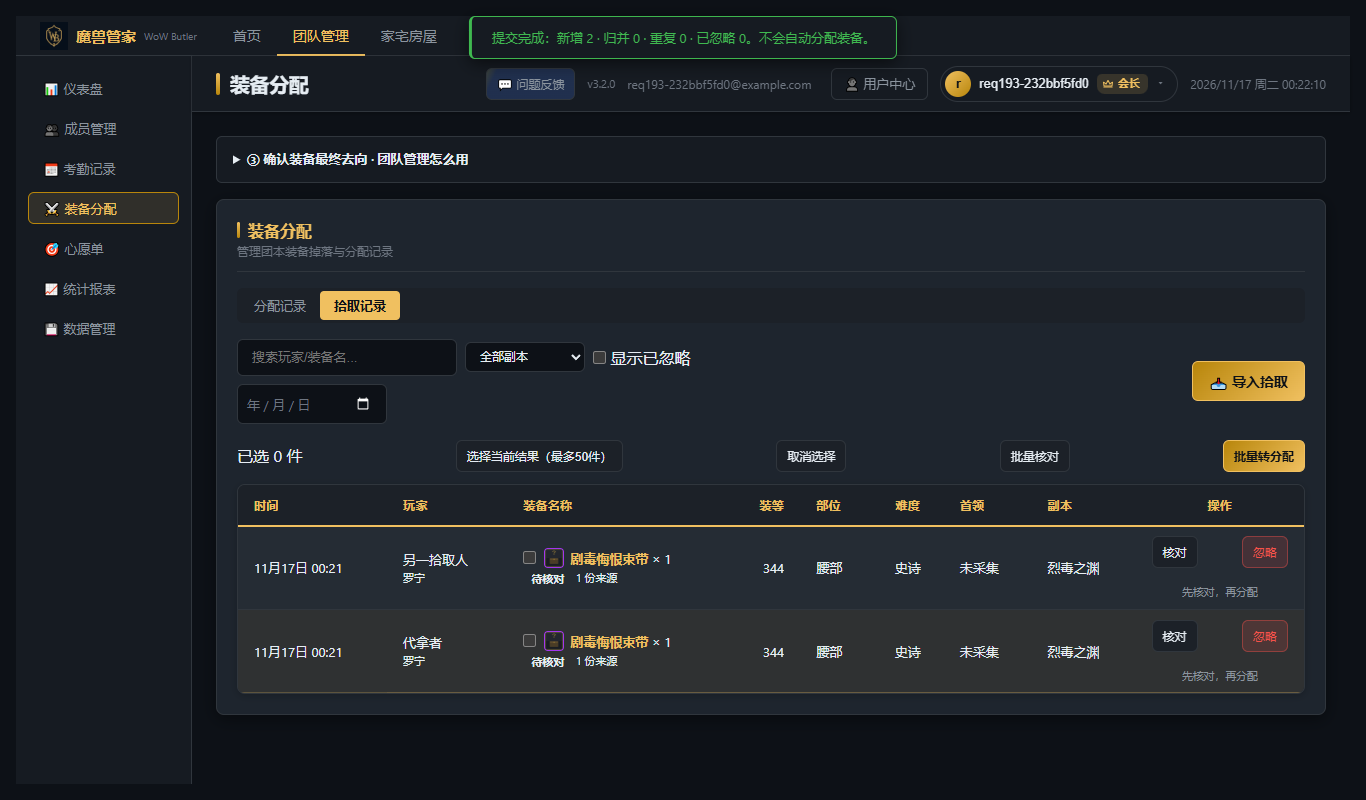 魔兽管家 WoW Butler 首页 团队管理 家宅房屋
提交完成：新增 2 · 归并 0 · 重复 0 · 已忽略 0。不会自动分配装备。
仪表盘
成员管理
考勤记录
装备分配
心愿单
统计报表
数据管理
装备分配 问题反馈 v3.2.0 req193-232bbf5fd0@example.com 用户中心 r req193-232bbf5fd0 会长 2026/11/17 周二 00:22:10
▶ ③ 确认装备最终去向 · 团队管理怎么用
装备分配
管理团本装备掉落与分配记录
分配记录 拾取记录
搜索玩家/装备名... 全部副本 显示已忽略
年 / 月 / 日
导入拾取
已选 0 件 选择当前结果（最多50件） 取消选择 批量核对 批量转分配
时间 玩家 装备名称 装等 部位 难度 首领 副本 操作
11月17日 00:21 另一拾取人 剧毒悔恨束带 × 1 344 腰部 史诗 未采集 烈毒之渊 核对 忽略
罗宁 待核对 1 份来源 先核对，再分配
11月17日 00:21 代拿者 剧毒悔恨束带 × 1 344 腰部 史诗 未采集 烈毒之渊 核对 忽略
罗宁 待核对 1 份来源 先核对，再分配